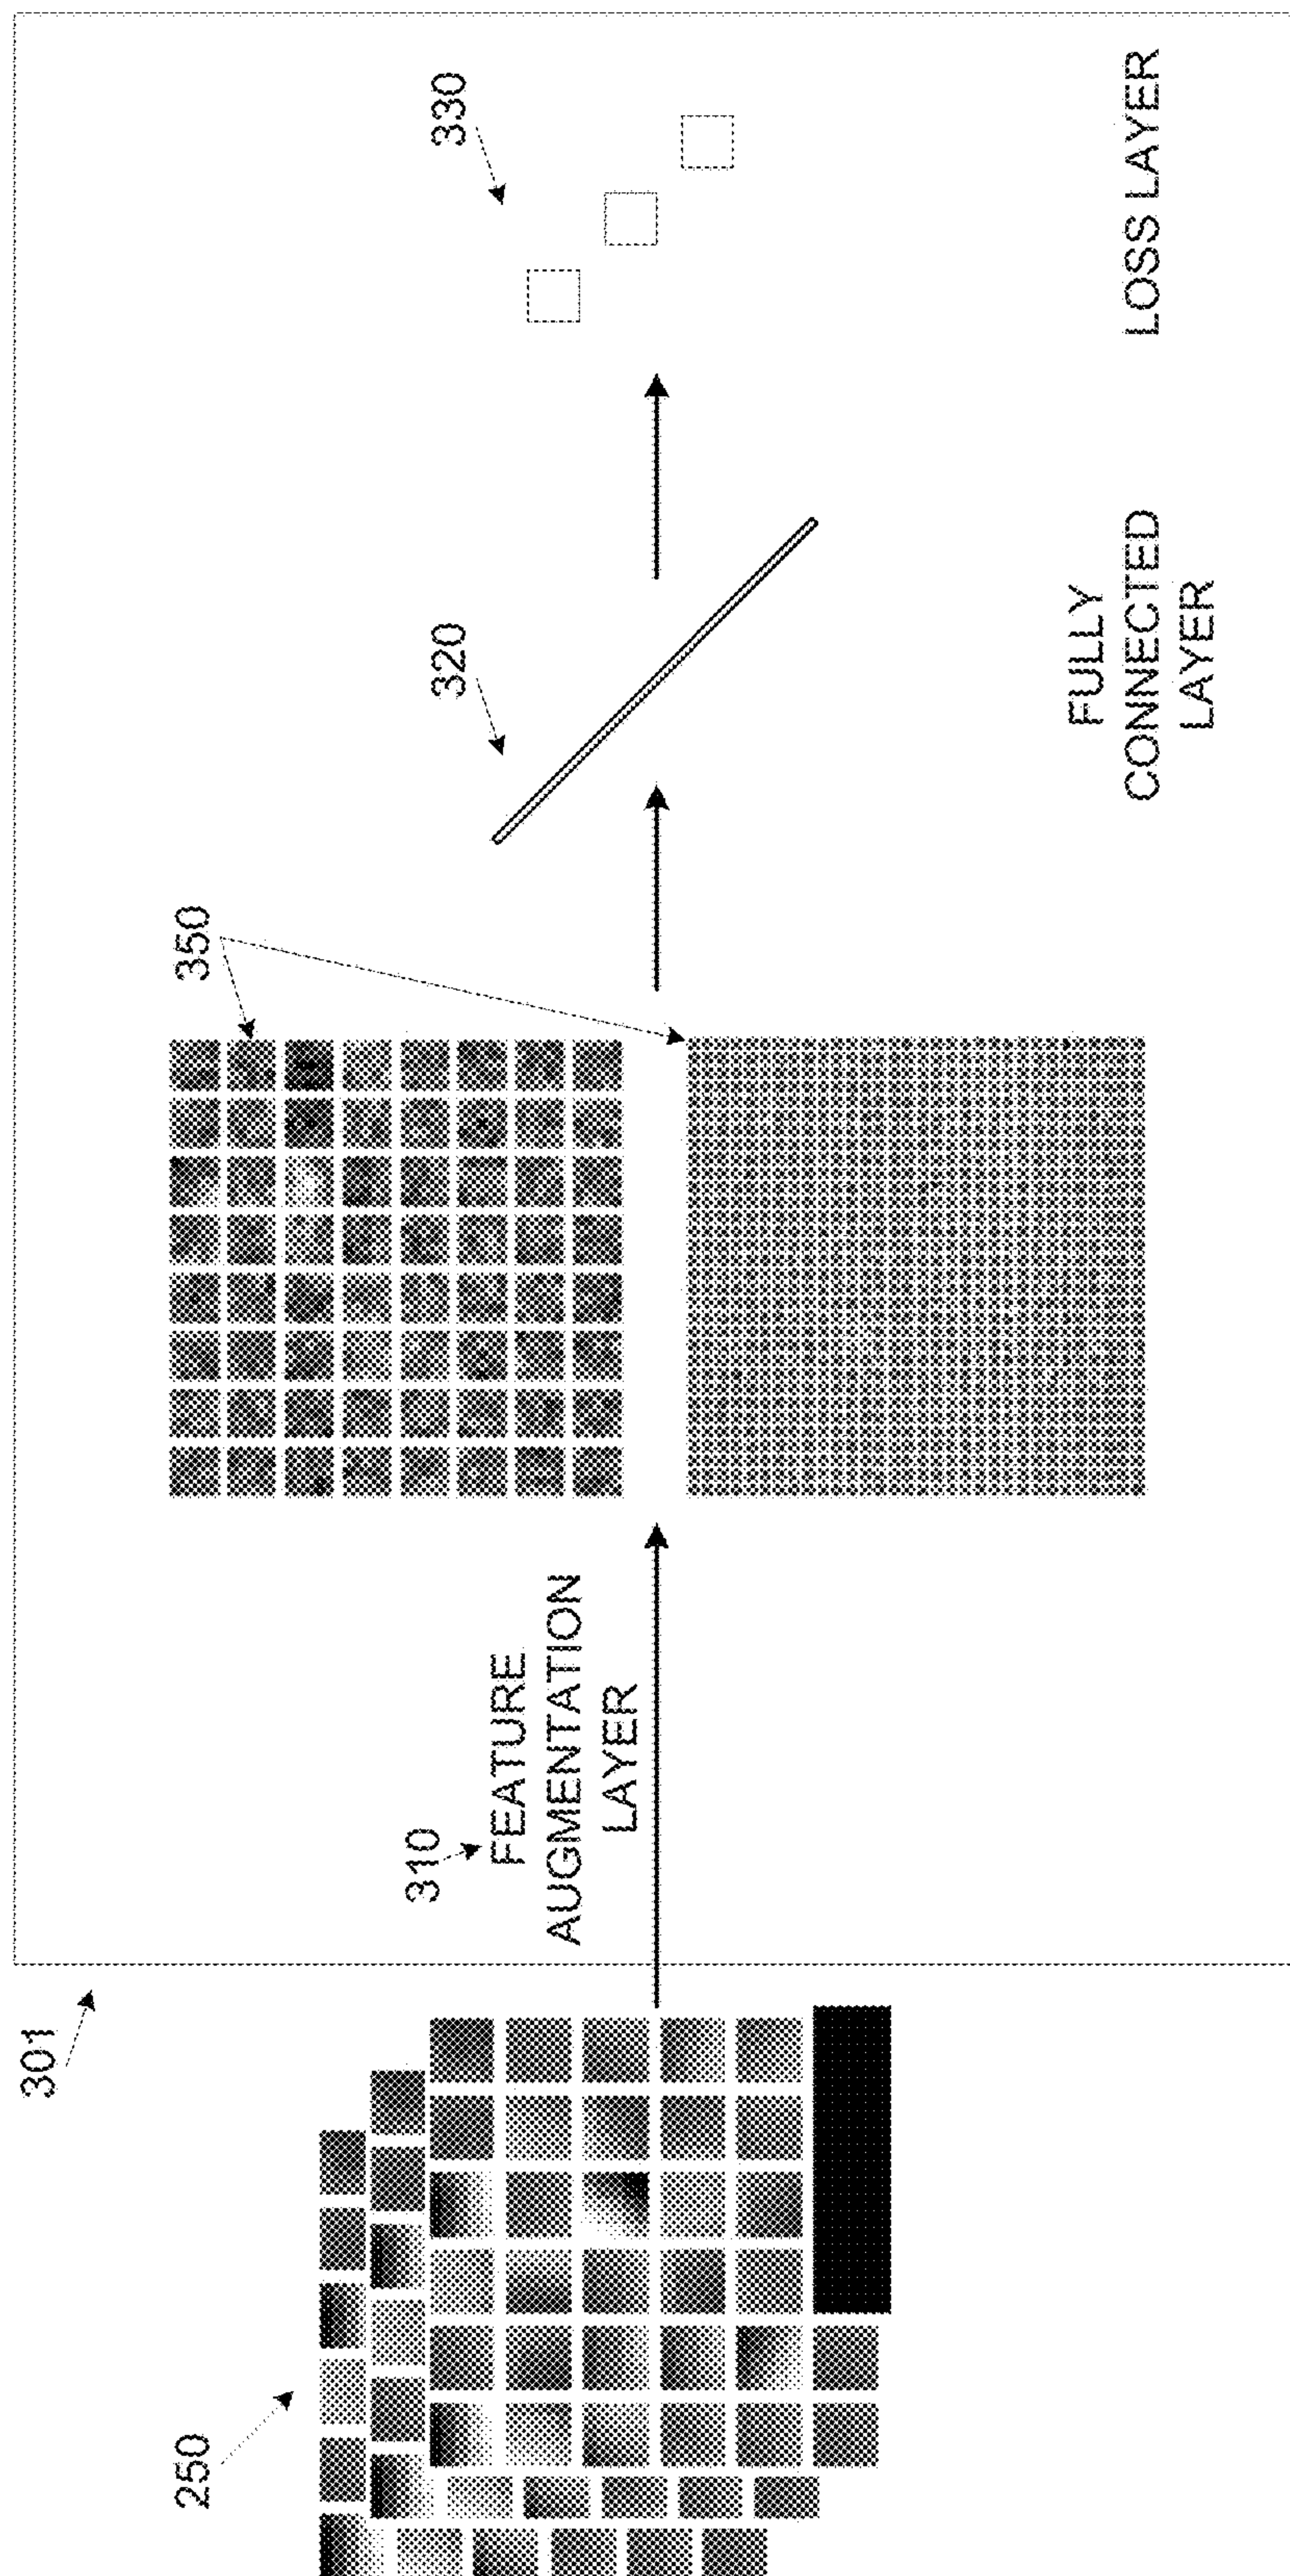 301
250
310
FEATURE
AUGMENTATION
LAYER
350
320
330
FULLY
CONNECTED
LAYER
LOSS LAYER